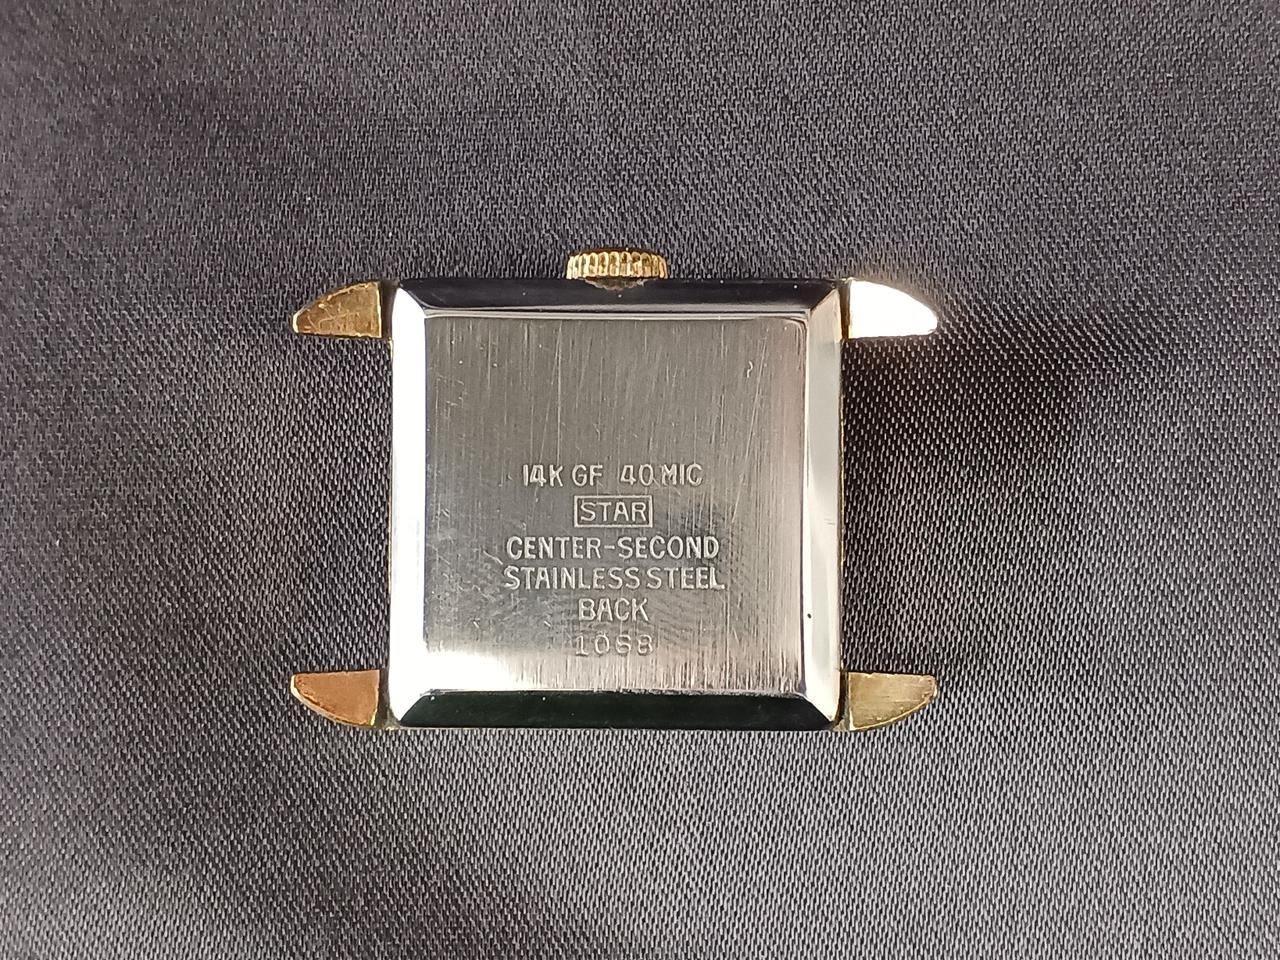 14K GF 40 MIC
STAR
CENTER-SECOND
STAINLESS STEEL
BACK
1068